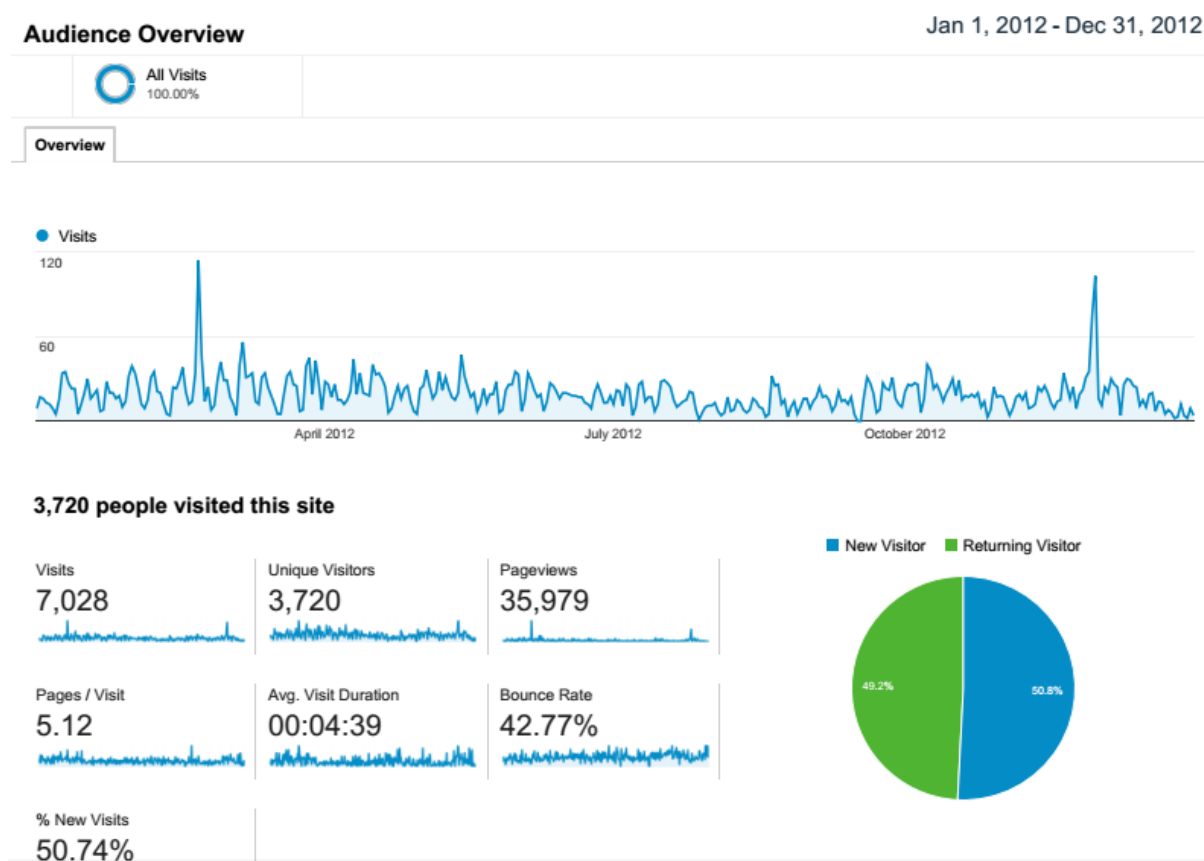 Audience Overview
Jan 1, 2012 - Dec 31, 2012
All Visits
100.00%
Overview
Visits
120
60
April 2012
July 2012
October 2012
3,720 people visited this site
Visits
7,028
Unique Visitors
3,720
Pageviews
35,979
Pages / Visit
5.12
Avg. Visit Duration
00:04:39
Bounce Rate
42.77%
% New Visits
50.74%
New Visitor
Returning Visitor
49.2%
50.8%